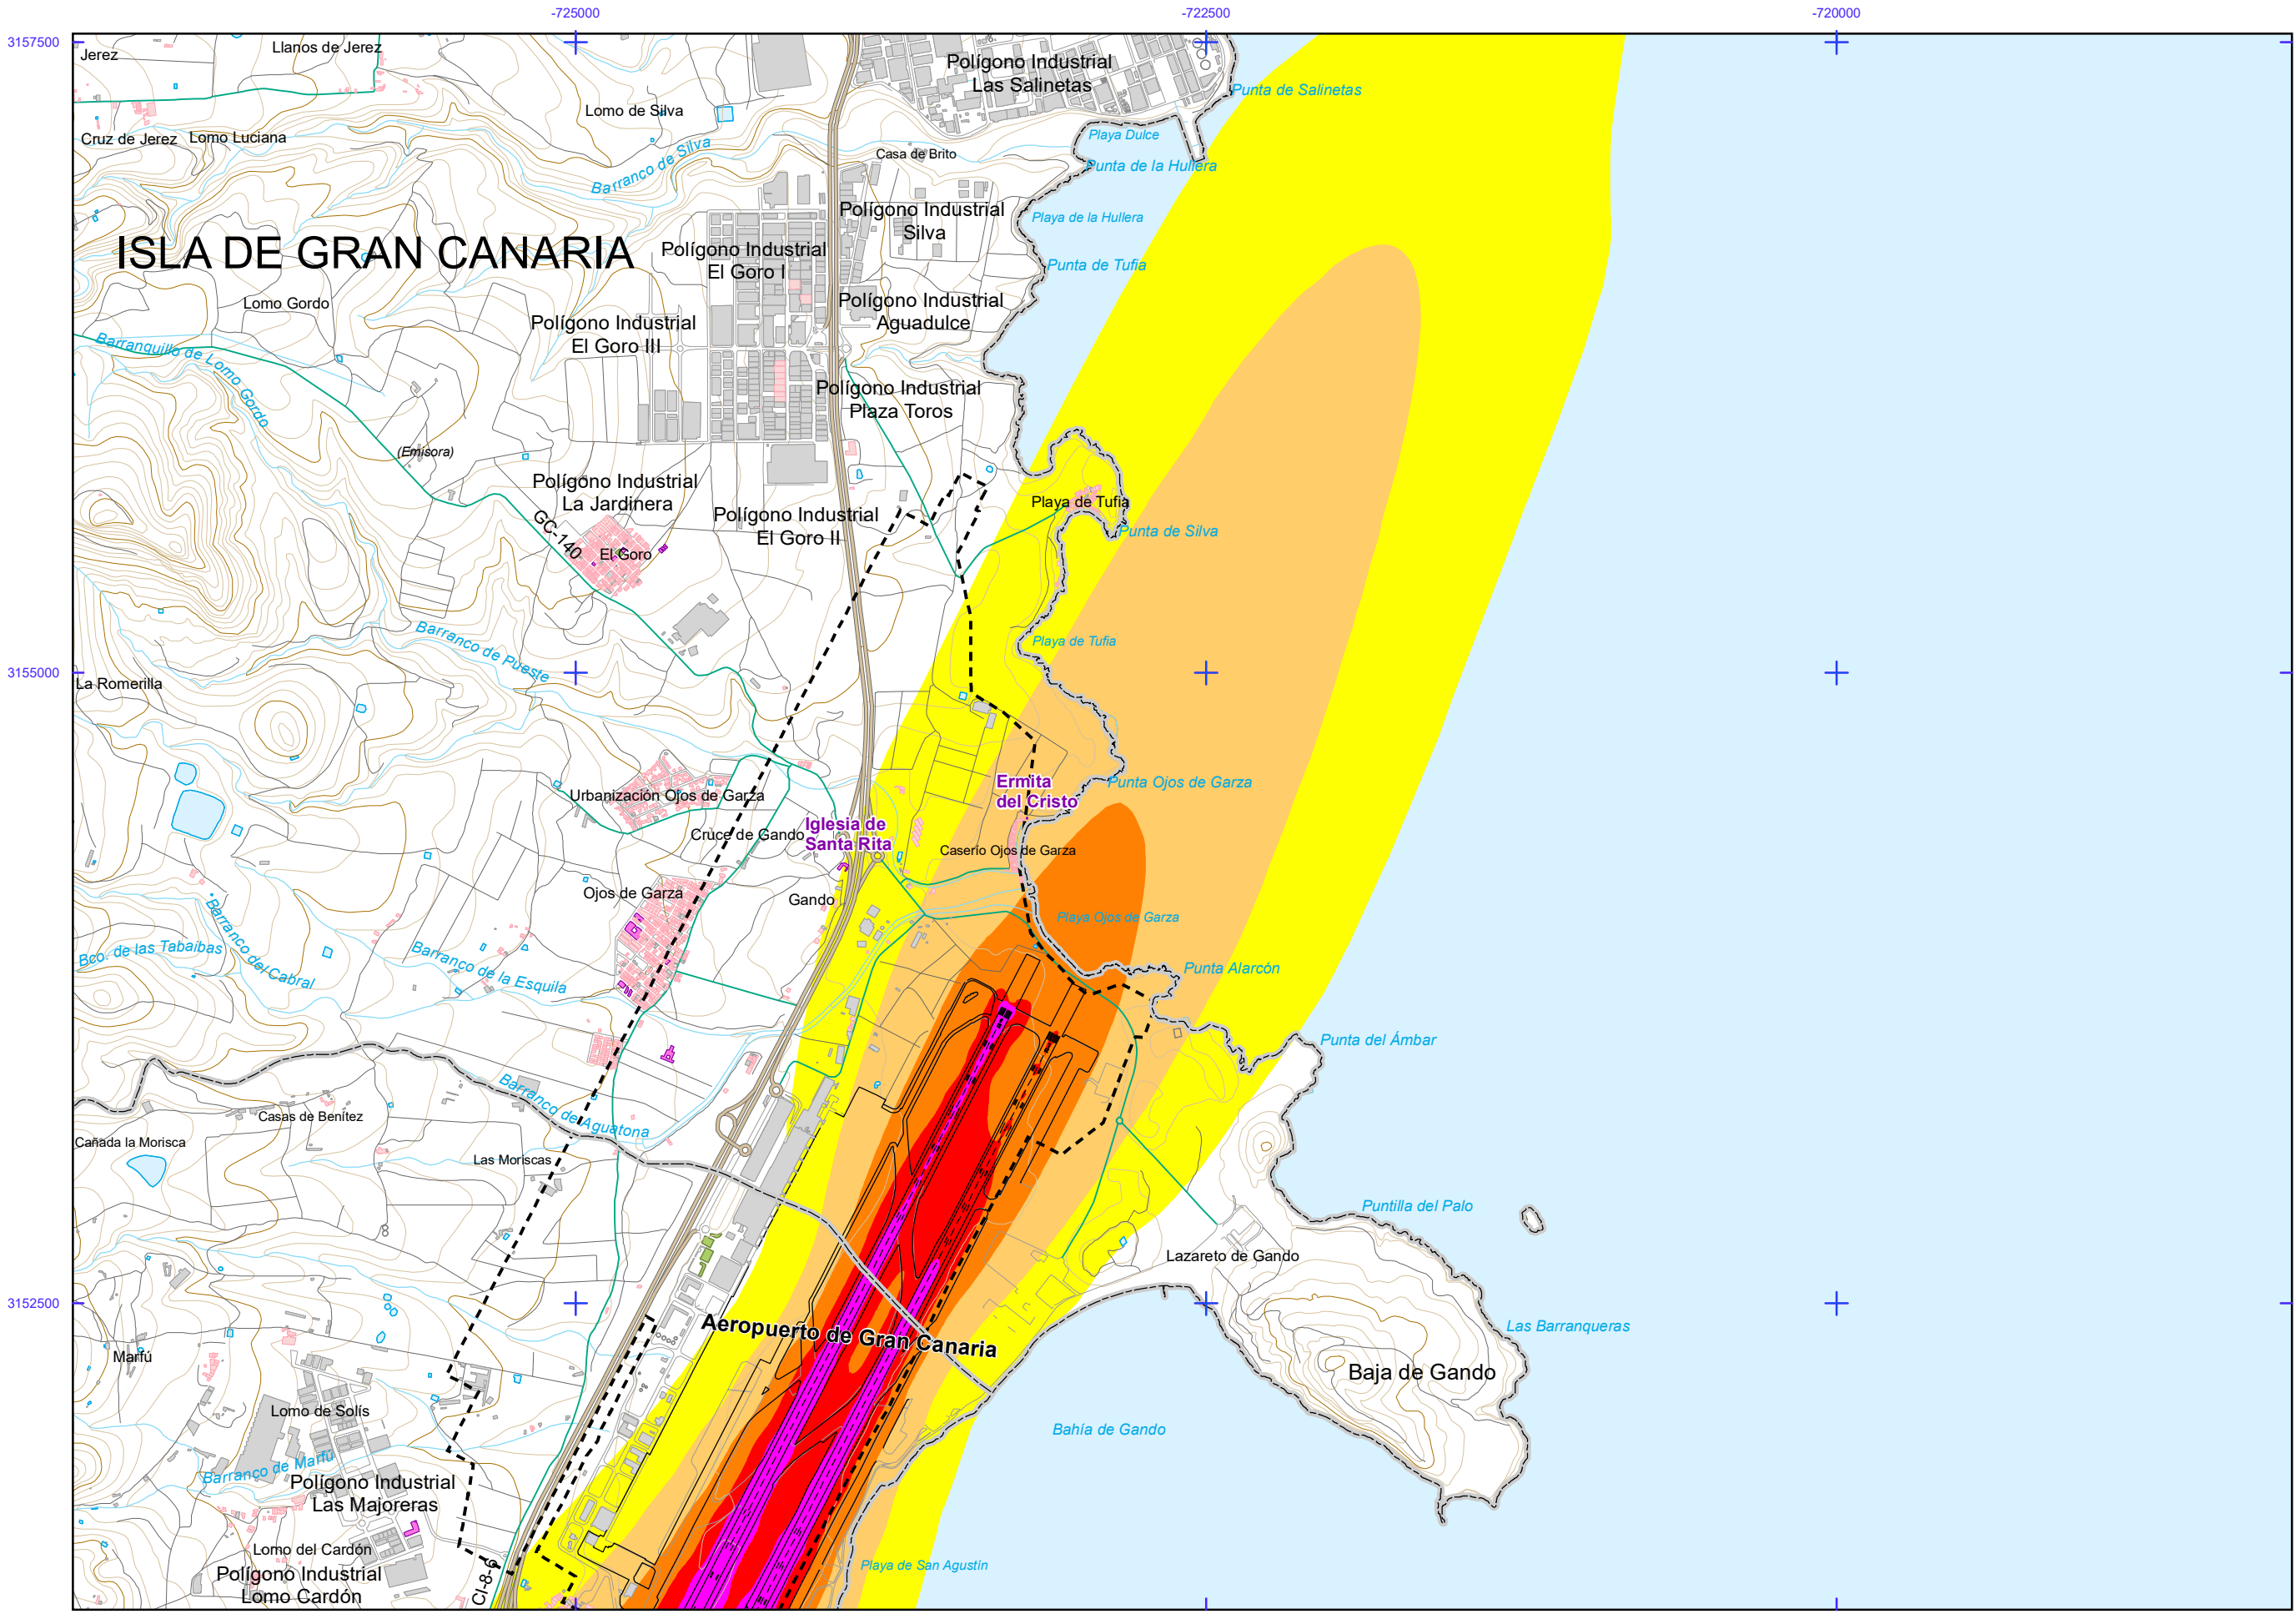 -725000
-722500
-720000
3157500
Jerez
Llanos de Jerez
Polígono Industrial
Las Salinetas
Punta de Salinetas
Lomo de Silva
Cruz de Jerez
Lomo Luciana
Playa Dulce
Barranco de Silva
Casa de Brito
Punta de la Hullera
Polígono Industrial
Silva
Playa de la Hullera
ISLA DE GRAN CANARIA
Polígono Industrial
El Goro I
Punta de Tufia
Lomo Gordo
Polígono Industrial
Aguadulce
Polígono Industrial
El Goro III
Barranquillo de Lomo Gordo
Polígono Industrial
Plaza Toros
(Emisora)
Polígono Industrial
La Jardinera
Playa de Tufia
GC-140
Polígono Industrial
El Goro II
Punta de Silva
El Goro
Barranco de Pueste
Playa de Tufia
3155000
La Romerilla
Ermita
del Cristo
Punta Ojos de Garza
Urbanización Ojos de Garza
Iglesia de
Santa Rita
Cruce de Gando
Caserío Ojos de Garza
Ojos de Garza
Gando
Playa Ojos de Garza
Barranco del Cabral
Bco. de las Tabaibas
Barranco de la Esquila
Punta Alarcón
Punta del Ámbar
Barranco de Aguatona
Casas de Benítez
Cañada la Morisca
Las Moriscas
Puntilla del Palo
Lazareto de Gando
3152500
Aeropuerto de Gran Canaria
Las Barranqueras
Marfú
Baja de Gando
Lomo de Solís
Bahía de Gando
Barranco de Marfú
Polígono Industrial
Las Majoreras
Lomo del Cardón
Playa de San Agustín
Polígono Industrial
Lomo Cardón
CI-8-6